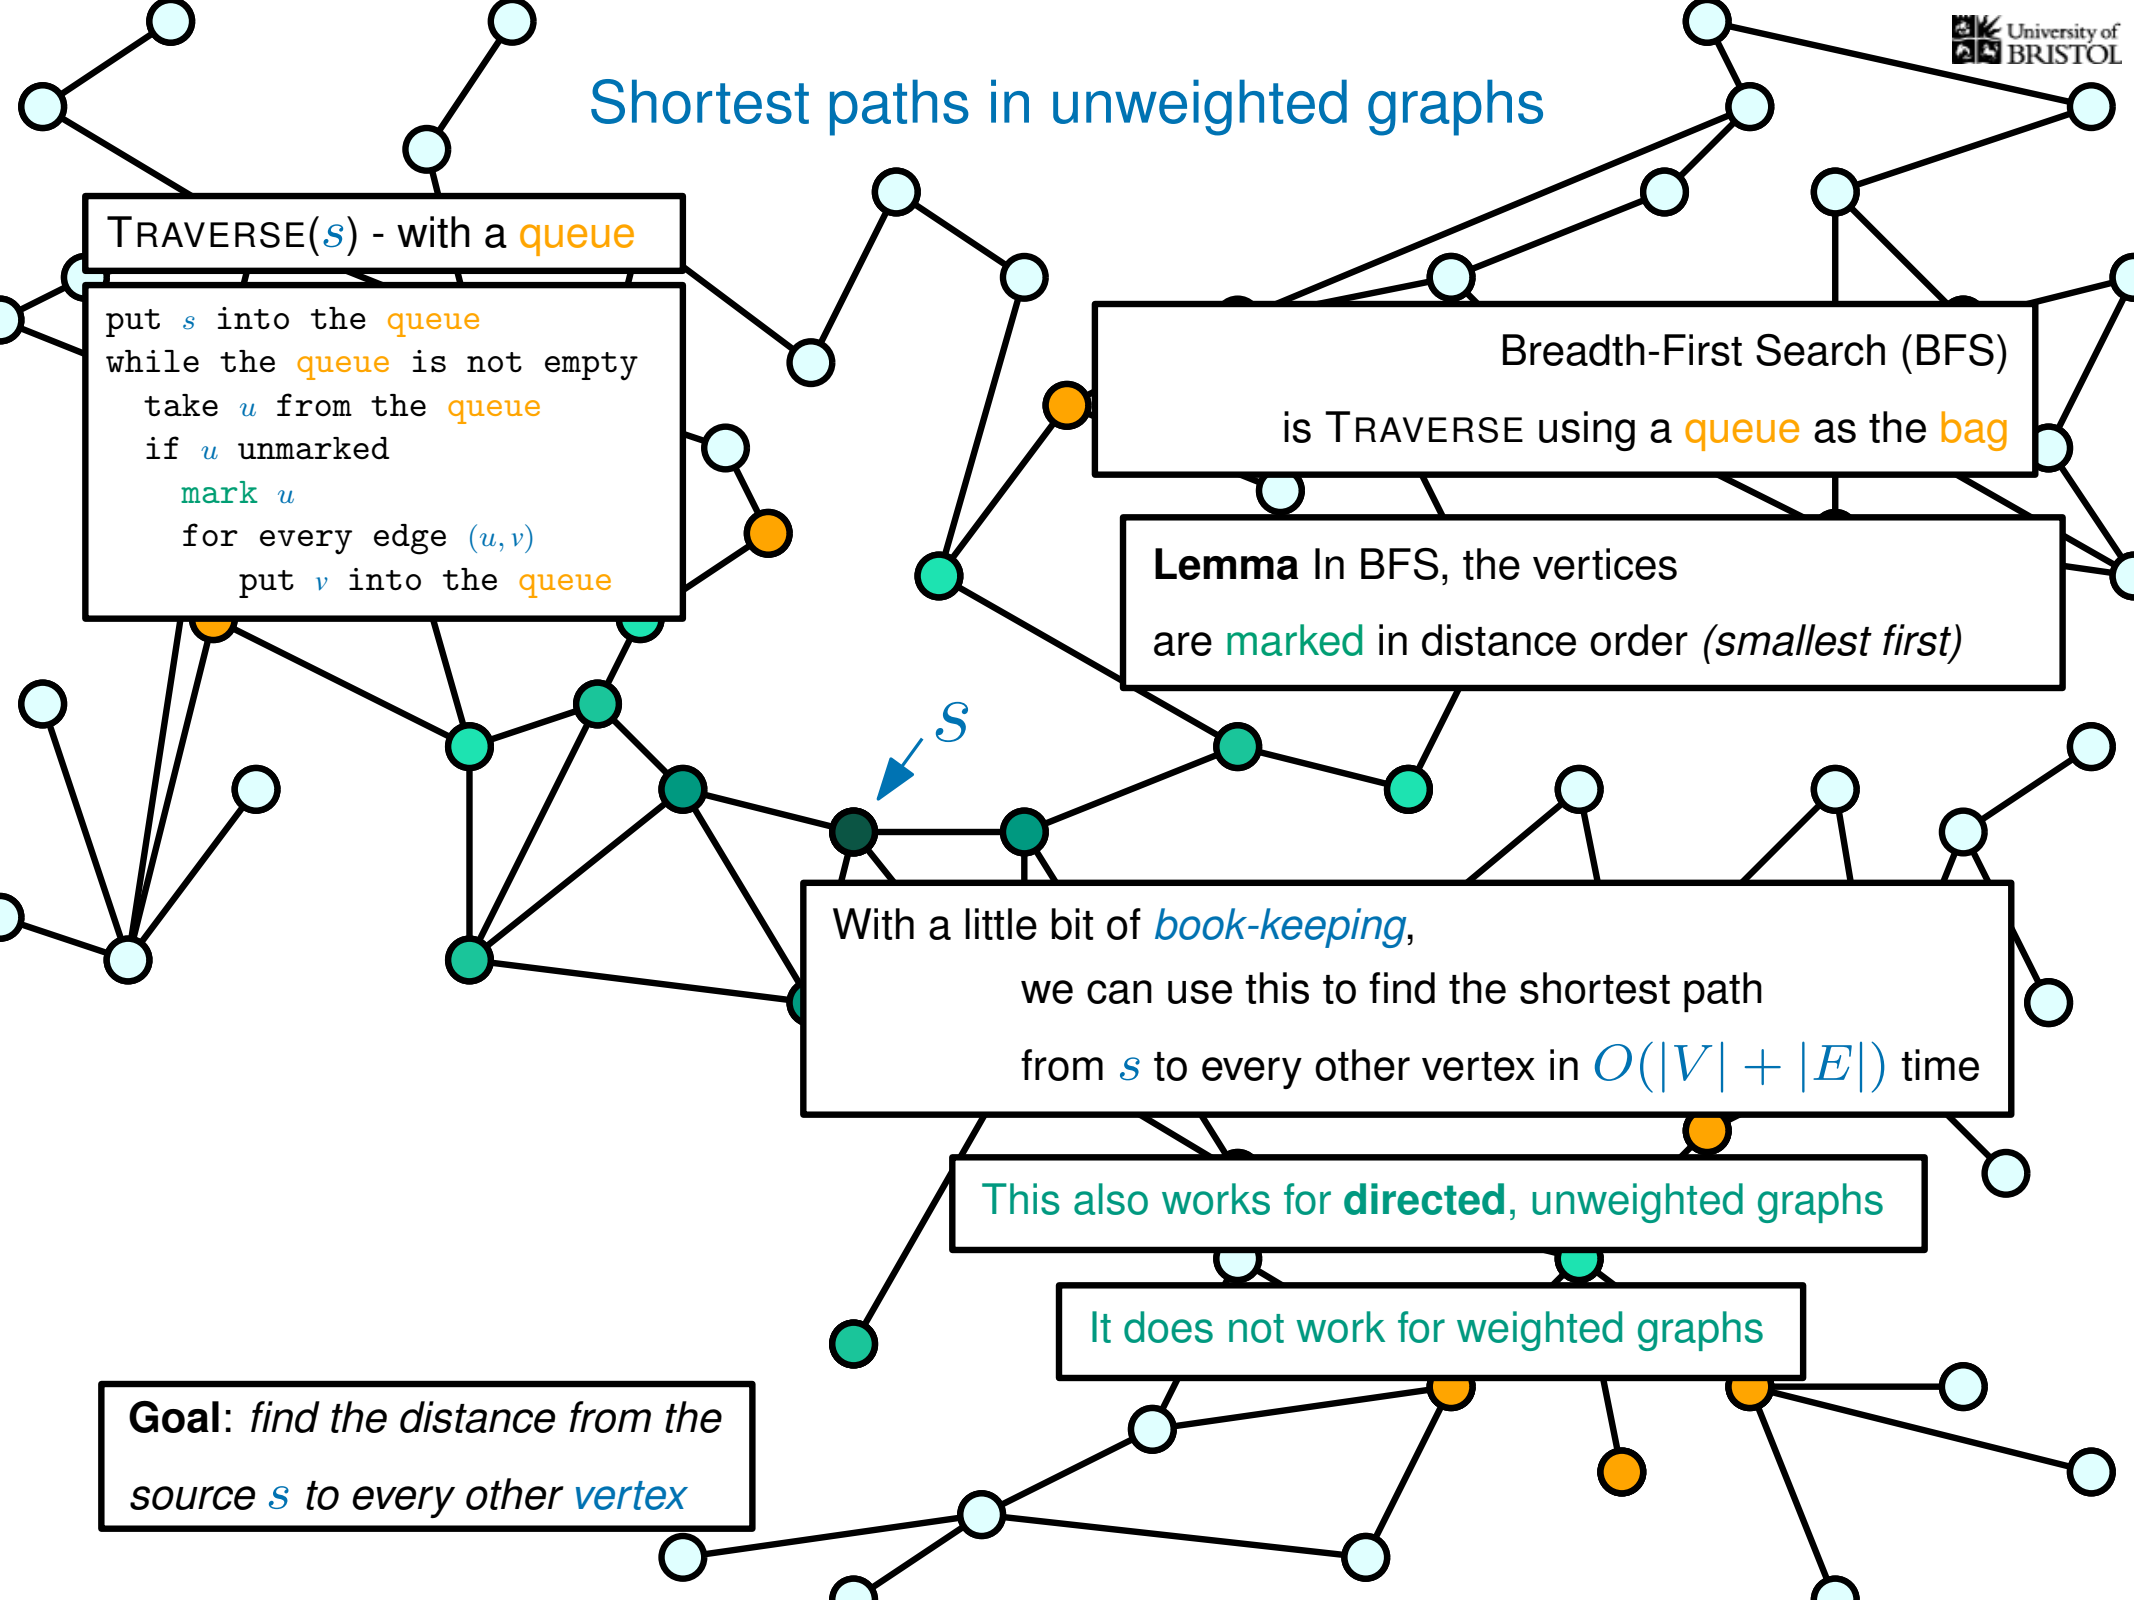 University of
BRISTOL
Shortest paths in unweighted graphs
TRAVERSE(s) - with a queue
put s into the queue
while the queue is not empty
take u from the queue
if u unmarked
mark u
for every edge (u, v)
put v into the queue
Breadth-First Search (BFS)
is TRAVERSE using a queue as the bag
Lemma In BFS, the vertices
are marked in distance order (smallest first)
s
With a little bit of book-keeping,
we can use this to find the shortest path
from s to every other vertex in O(|V| + |E|) time
This also works for directed, unweighted graphs
It does not work for weighted graphs
Goal: find the distance from the
source s to every other vertex